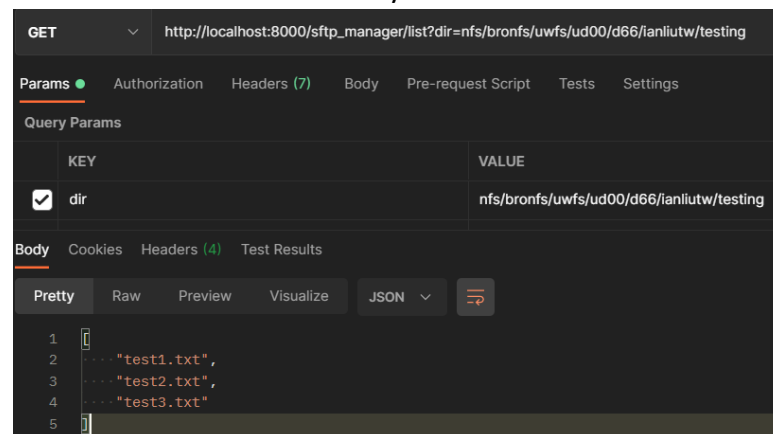 GET http://localhost:8000/sftp_manager/list?dir=nfs/bronfs/uwfs/ud00/d66/ianliutw/testing
Params Authorization Headers (7) Body Pre-request Script Tests Settings
Query Params
KEY VALUE
dir nfs/bronfs/uwfs/ud00/d66/ianliutw/testing
Body Cookies Headers (4) Test Results
Pretty Raw Preview Visualize JSON
1 [
2 "test1.txt",
3 "test2.txt",
4 "test3.txt"
5 ]